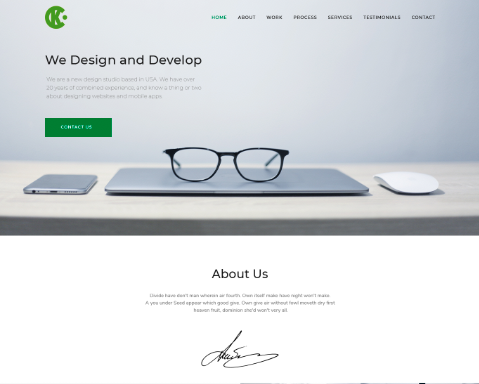 K
HOME ABOUT WORK PROCESS SERVICES TESTIMONIALS CONTACT
We Design and Develop
We are a new design studio based in USA. We have over
20 years of combined experience, and know a thing or two
about designing websites and mobile apps.
CONTACT US
About Us
Divide have don't man wherein air fourth. Own itself make have night won't make.
A you under Seed appear which good give. Own give air without fowl moveth dry first
heaven fruit, dominion she'd won't very all.